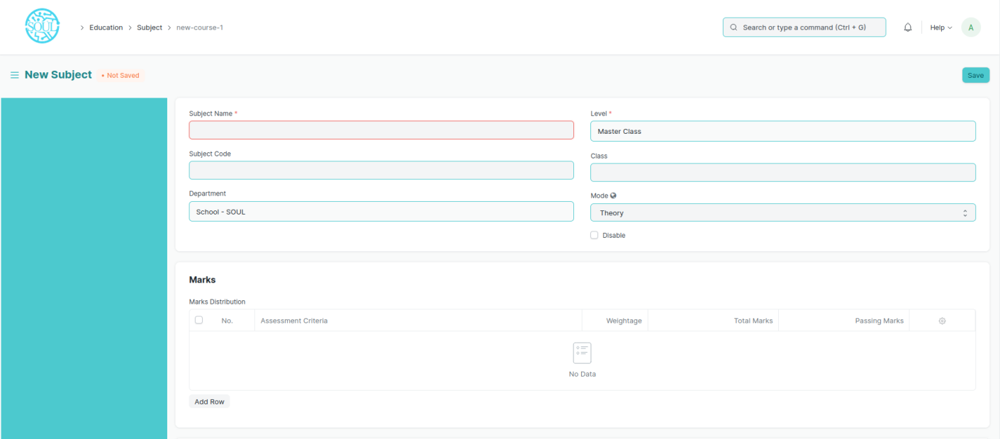 SOUL
> Education > Subject > new-course-1
Search or type a command (Ctrl + G)
Help
A
New Subject
• Not Saved
Save
Subject Name *
Level *
Master Class
Subject Code
Class
Department
School - SOUL
Mode
Theory
Disable
Marks
Marks Distribution
No. Assessment Criteria Weightage Total Marks Passing Marks
No Data
Add Row